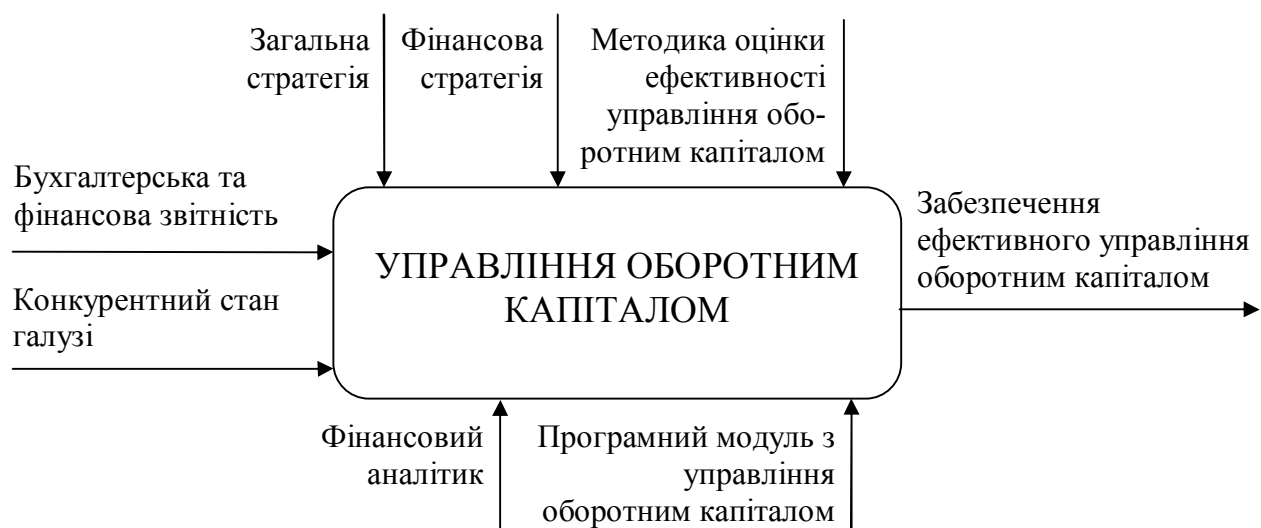 Загальна
стратегія
Фінансова
стратегія
Методика оцінки
ефективності
управління обо-
ротним капіталом
Бухгалтерська та
фінансова звітність
Конкурентний стан
галузі
УПРАВЛІННЯ ОБОРОТНИМ
КАПІТАЛОМ
Забезпечення
ефективного управління
оборотним капіталом
Фінансовий
аналітик
Програмний модуль з
управління
оборотним капіталом